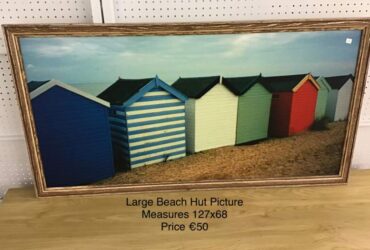 Large Beach Hut Picture
Measures 127x68
Price €50